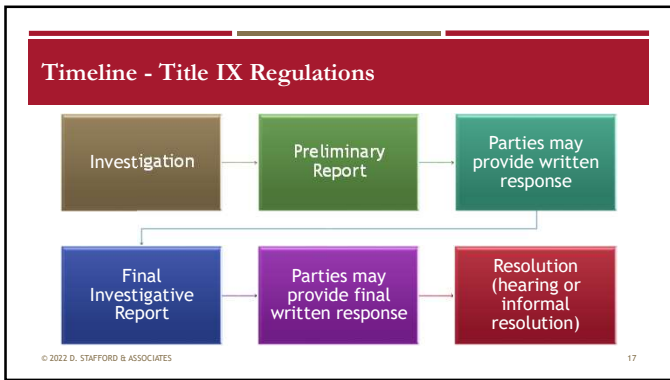 Timeline - Title IX Regulations
Investigation
Preliminary
Report
Parties may
provide written
response
Final
Investigative
Report
Parties may
provide final
written response
Resolution
(hearing or
informal
resolution)
© 2022 D. STAFFORD & ASSOCIATES
17